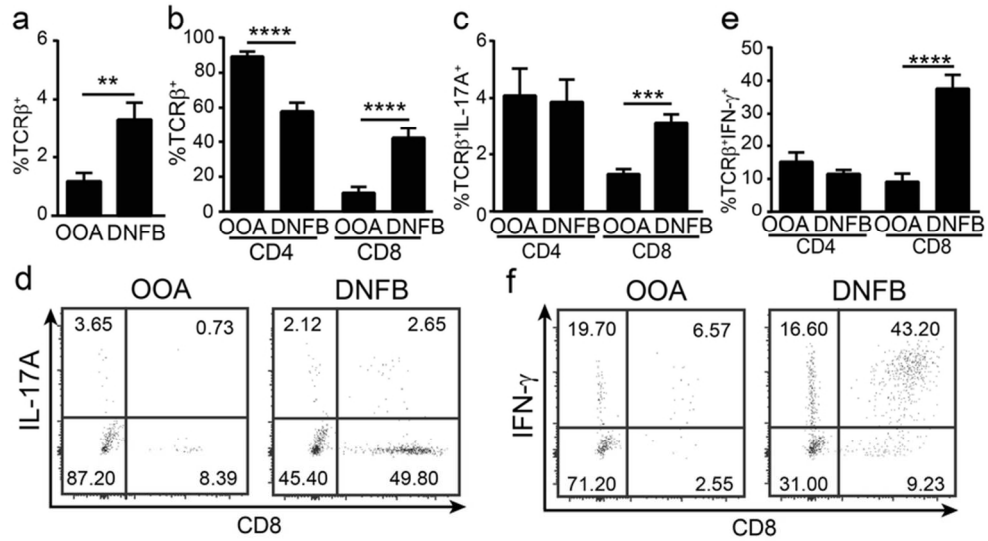 a
%TCRβ+
6
4
2
0
**
OOA DNFB
b
%TCRβ+
100
80
60
40
20
0
****
****
OOA DNFB OOA DNFB
CD4 CD8
c
%TCRβ+IL-17A+
6
4
2
0
***
OOA DNFB OOA DNFB
CD4 CD8
e
%TCRβ+IFN-γ+
50
40
30
20
10
0
****
OOA DNFB OOA DNFB
CD4 CD8
d
OOA DNFB
IL-17A
3.65 0.73
87.20 8.39
2.12 2.65
45.40 49.80
CD8
f
OOA DNFB
IFN-γ
19.70 6.57
71.20 2.55
16.60 43.20
31.00 9.23
CD8